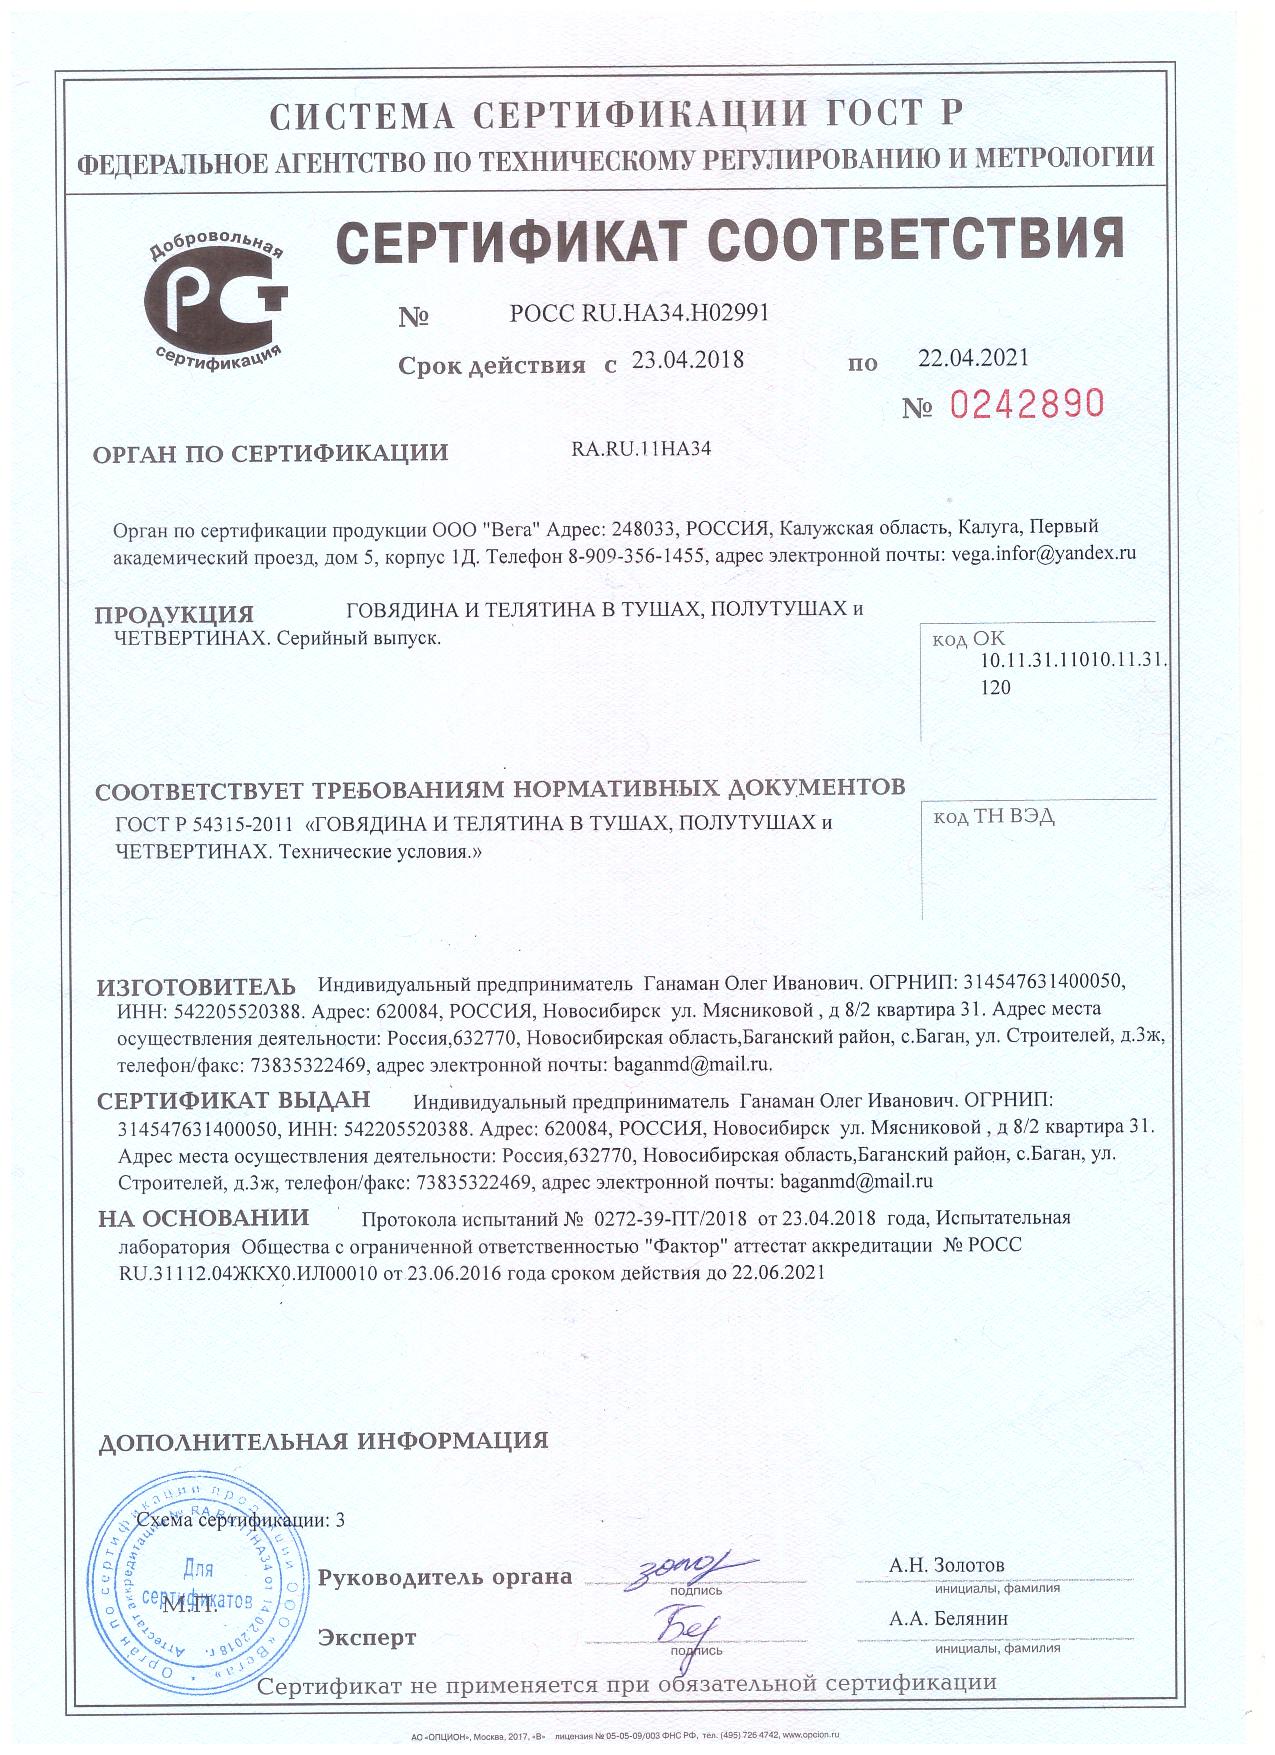 СИСТЕМА СЕРТИФИКАЦИИ ГОСТ Р
ФЕДЕРАЛЬНОЕ АГЕНТСТВО ПО ТЕХНИЧЕСКОМУ РЕГУЛИРОВАНИЮ И МЕТРОЛОГИИ
Добровольная
РСТ
сертификация
СЕРТИФИКАТ СООТВЕТСТВИЯ
№ РОСС RU.НА34.Н02991
Срок действия с 23.04.2018 по 22.04.2021
№ 0242890
ОРГАН ПО СЕРТИФИКАЦИИ RA.RU.11НА34
Орган по сертификации продукции ООО "Вега" Адрес: 248033, РОССИЯ, Калужская область, Калуга, Первый
академический проезд, дом 5, корпус 1Д. Телефон 8-909-356-1455, адрес электронной почты: vega.infor@yandex.ru
ПРОДУКЦИЯ ГОВЯДИНА И ТЕЛЯТИНА В ТУШАХ, ПОЛУТУШАХ и
ЧЕТВЕРТИНАХ. Серийный выпуск.
код ОК
10.11.31.11010.11.31.
120
СООТВЕТСТВУЕТ ТРЕБОВАНИЯМ НОРМАТИВНЫХ ДОКУМЕНТОВ
ГОСТ Р 54315-2011 «ГОВЯДИНА И ТЕЛЯТИНА В ТУШАХ, ПОЛУТУШАХ и
ЧЕТВЕРТИНАХ. Технические условия.»
код ТН ВЭД
ИЗГОТОВИТЕЛЬ Индивидуальный предприниматель Ганаман Олег Иванович. ОГРНИП: 314547631400050,
ИНН: 542205520388. Адрес: 620084, РОССИЯ, Новосибирск ул. Мясниковой , д 8/2 квартира 31. Адрес места
осуществления деятельности: Россия,632770, Новосибирская область,Баганский район, с.Баган, ул. Строителей, д.3ж,
телефон/факс: 73835322469, адрес электронной почты: baganmd@mail.ru.
СЕРТИФИКАТ ВЫДАН Индивидуальный предприниматель Ганаман Олег Иванович. ОГРНИП:
314547631400050, ИНН: 542205520388. Адрес: 620084, РОССИЯ, Новосибирск ул. Мясниковой , д 8/2 квартира 31.
Адрес места осуществления деятельности: Россия,632770, Новосибирская область,Баганский район, с.Баган, ул.
Строителей, д.3ж, телефон/факс: 73835322469, адрес электронной почты: baganmd@mail.ru
НА ОСНОВАНИИ Протокола испытаний № 0272-39-ПТ/2018 от 23.04.2018 года, Испытательная
лаборатория Общества с ограниченной ответственностью "Фактор" аттестат аккредитации № РОСС
RU.31112.04ЖКХ0.ИЛ00010 от 23.06.2016 года сроком действия до 22.06.2021
ДОПОЛНИТЕЛЬНАЯ ИНФОРМАЦИЯ
Схема сертификации: 3
Орган по сертификации продукции ООО «Вега»
Аттестат аккредитации № RA.RU.11НА34 от 14.02.2018 г.
Для
сертификатов
М.П.
Руководитель органа А.Н. Золотов
подпись инициалы, фамилия
Эксперт А.А. Белянин
подпись инициалы, фамилия
Сертификат не применяется при обязательной сертификации
АО «ОПЦИОН», Москва, 2017, «В» лицензия № 05-05-09/003 ФНС РФ, тел. (495) 726 4742, www.opcion.ru